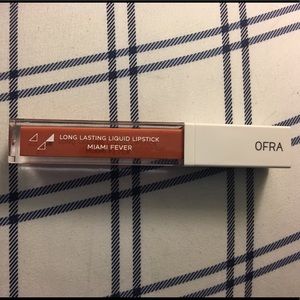 LONG LASTING LIQUID LIPSTICK
MIAMI FEVER
OFRA